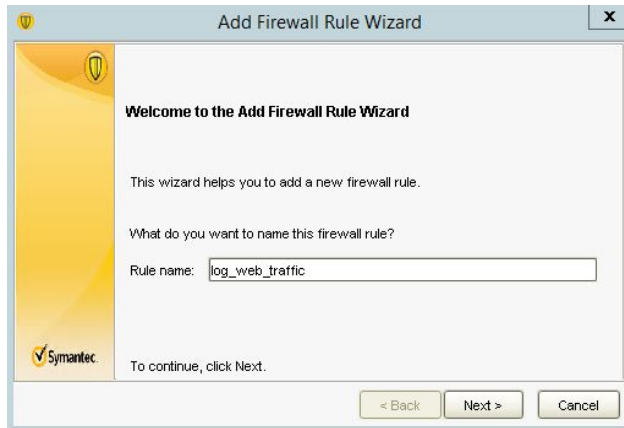 Add Firewall Rule Wizard
x
Welcome to the Add Firewall Rule Wizard
This wizard helps you to add a new firewall rule.
What do you want to name this firewall rule?
Rule name: log_web_traffic
Symantec.
To continue, click Next.
< Back Next > Cancel